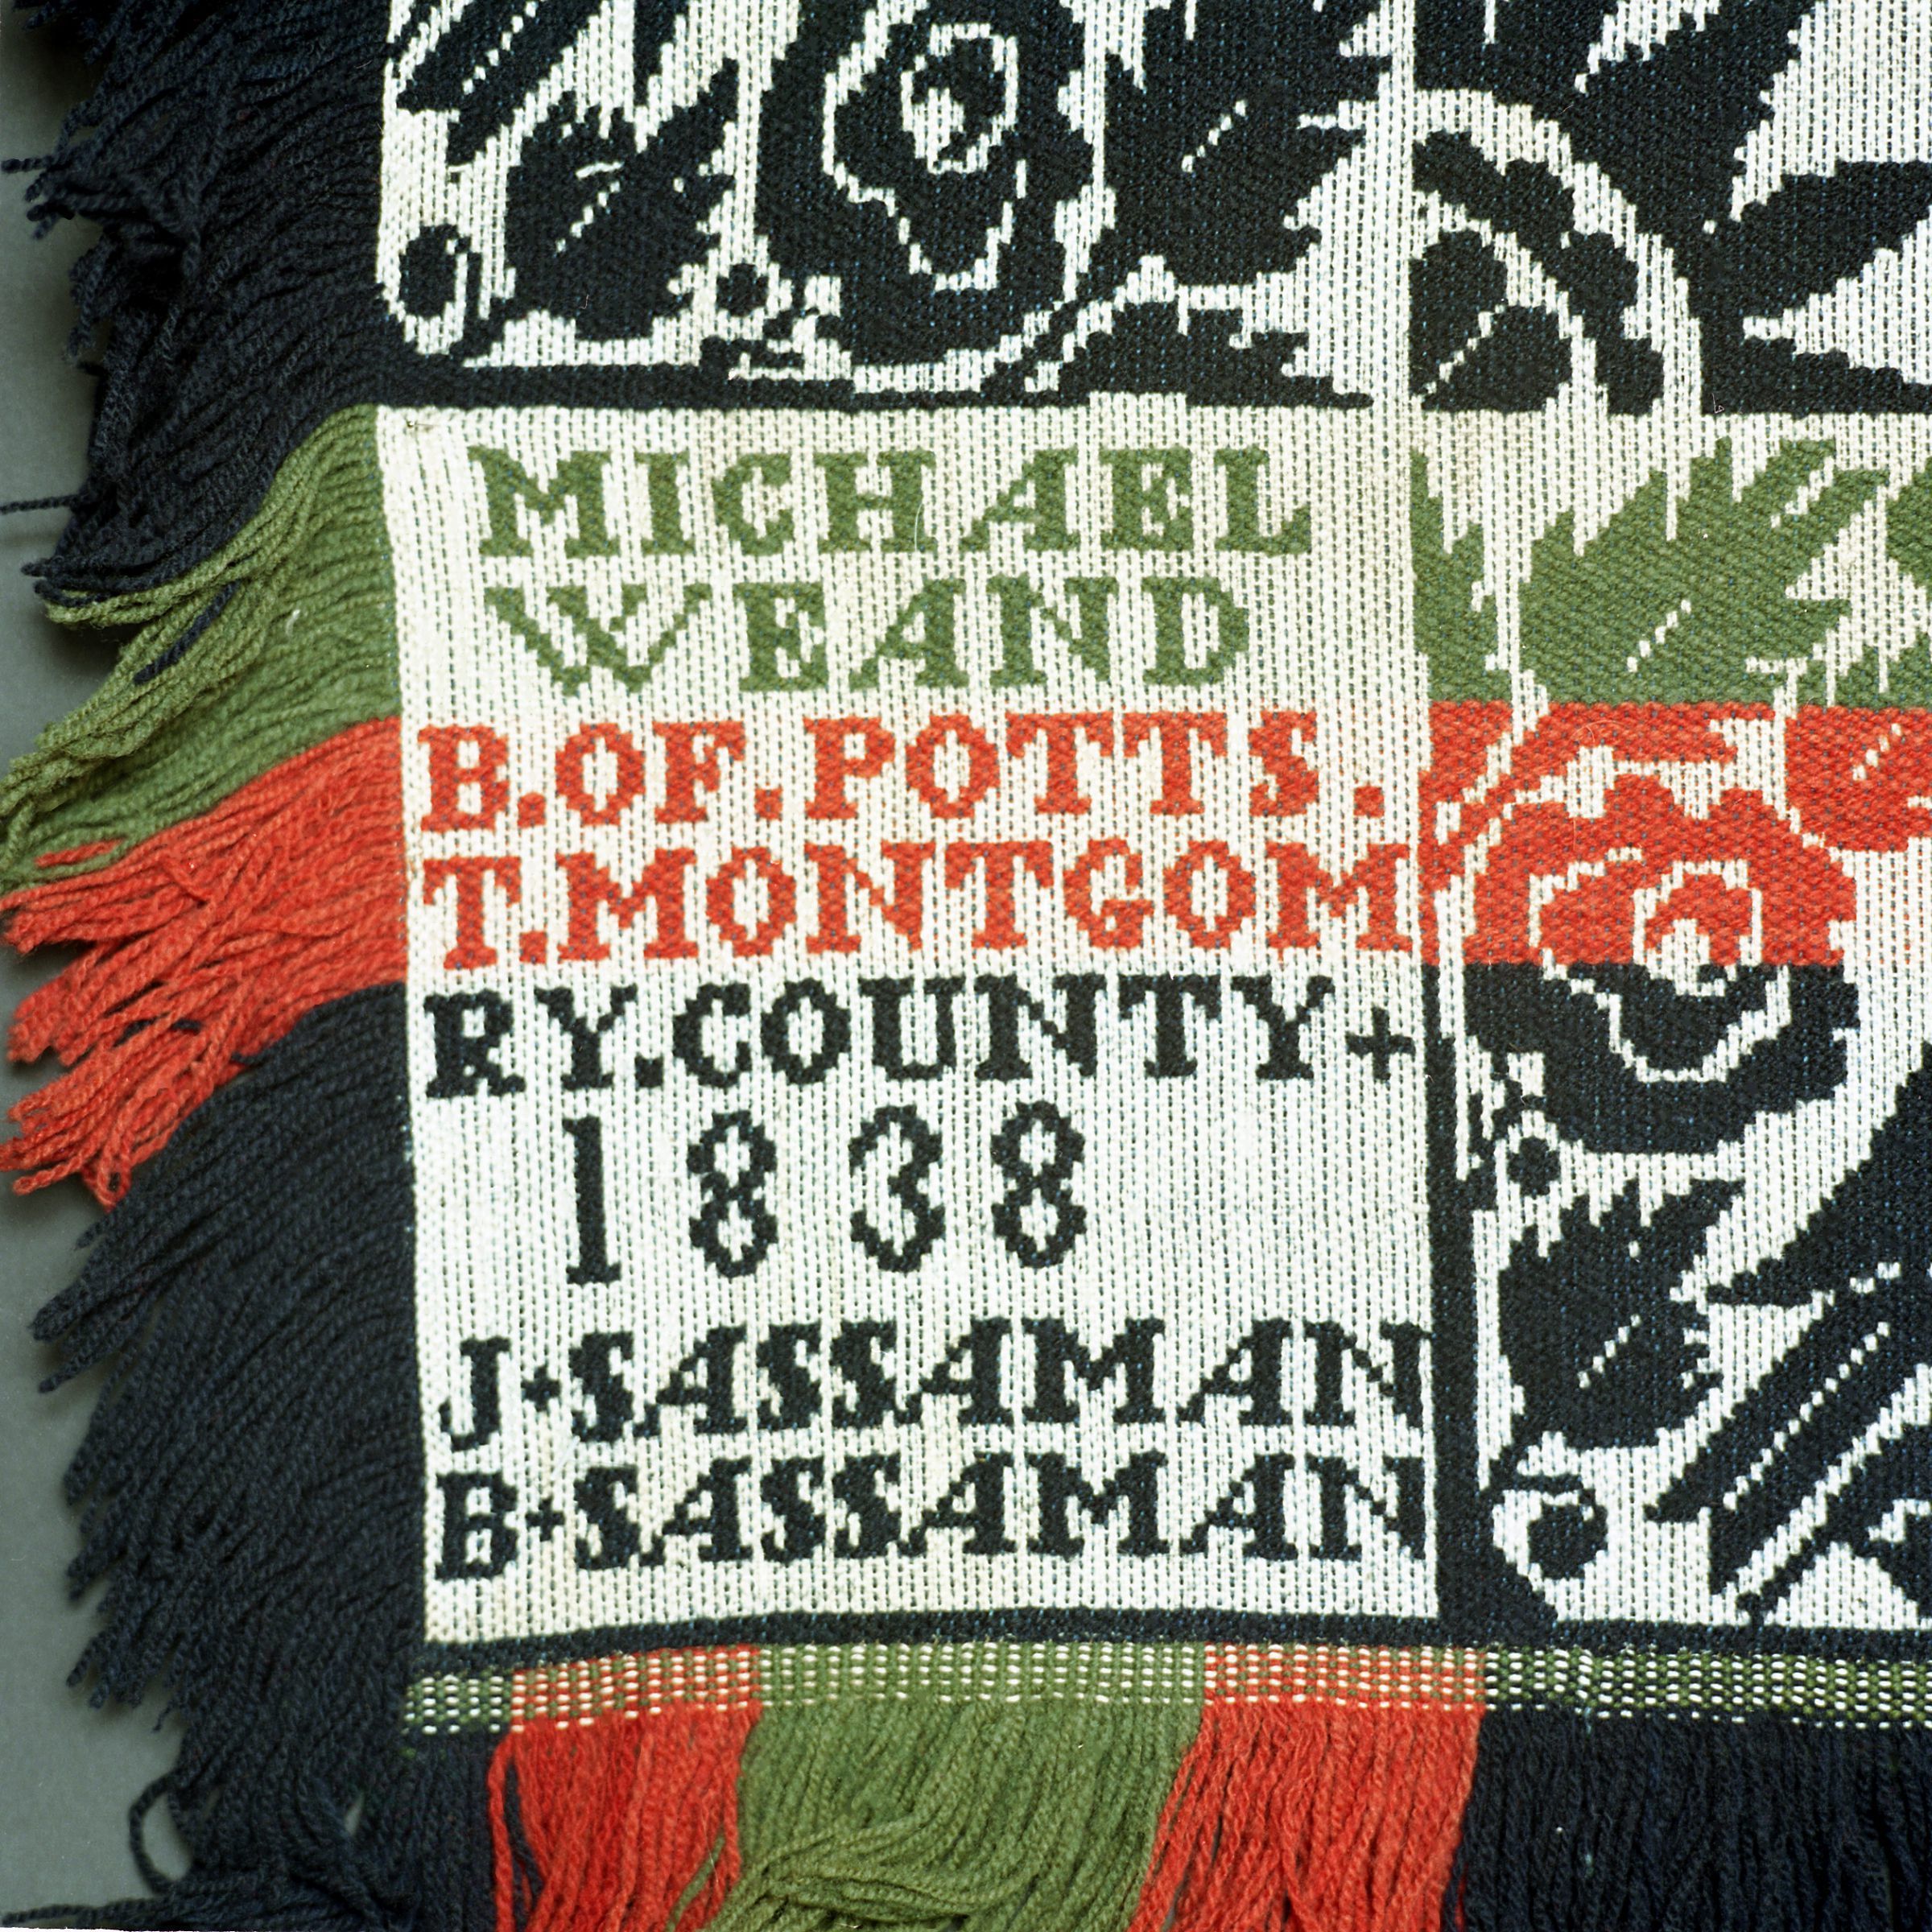 MICHAEL
WEAND
B.OF.POTTS.
T.MONTGOM
RY.COUNTY+
1838
J+SASSAMAN
B+SASSAMAN